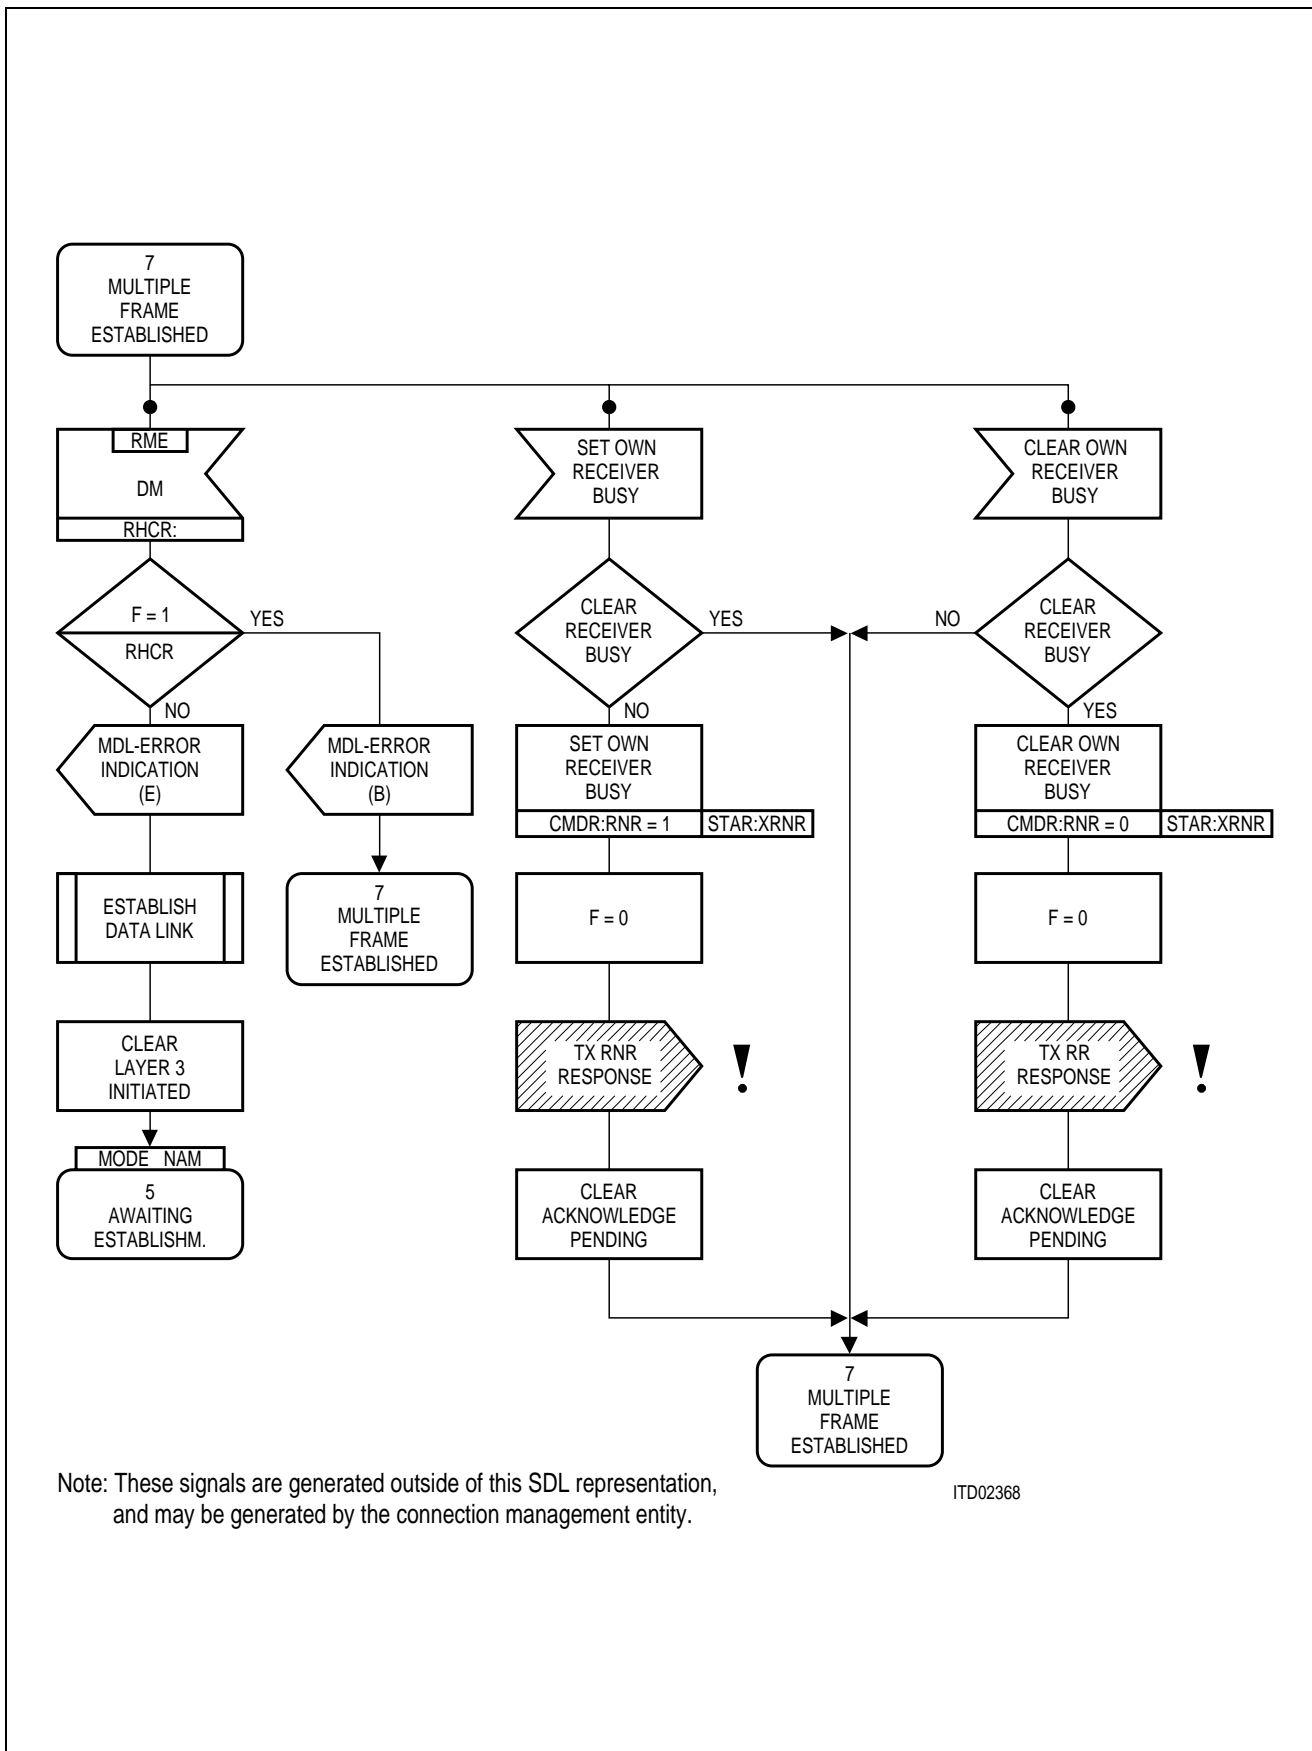 7
MULTIPLE
FRAME
ESTABLISHED
RME
DM
RHCR:
F = 1
RHCR
YES
NO
MDL-ERROR
INDICATION
(E)
MDL-ERROR
INDICATION
(B)
ESTABLISH
DATA LINK
7
MULTIPLE
FRAME
ESTABLISHED
CLEAR
LAYER 3
INITIATED
MODE NAM
5
AWAITING
ESTABLISHM.
SET OWN
RECEIVER
BUSY
CLEAR
RECEIVER
BUSY
YES
NO
SET OWN
RECEIVER
BUSY
CMDR:RNR = 1
STAR:XRNR
F = 0
TX RNR
RESPONSE
!
CLEAR
ACKNOWLEDGE
PENDING
CLEAR OWN
RECEIVER
BUSY
NO
CLEAR
RECEIVER
BUSY
YES
CLEAR OWN
RECEIVER
BUSY
CMDR:RNR = 0
STAR:XRNR
F = 0
TX RR
RESPONSE
!
CLEAR
ACKNOWLEDGE
PENDING
7
MULTIPLE
FRAME
ESTABLISHED
Note: These signals are generated outside of this SDL representation,
and may be generated by the connection management entity.
ITD02368